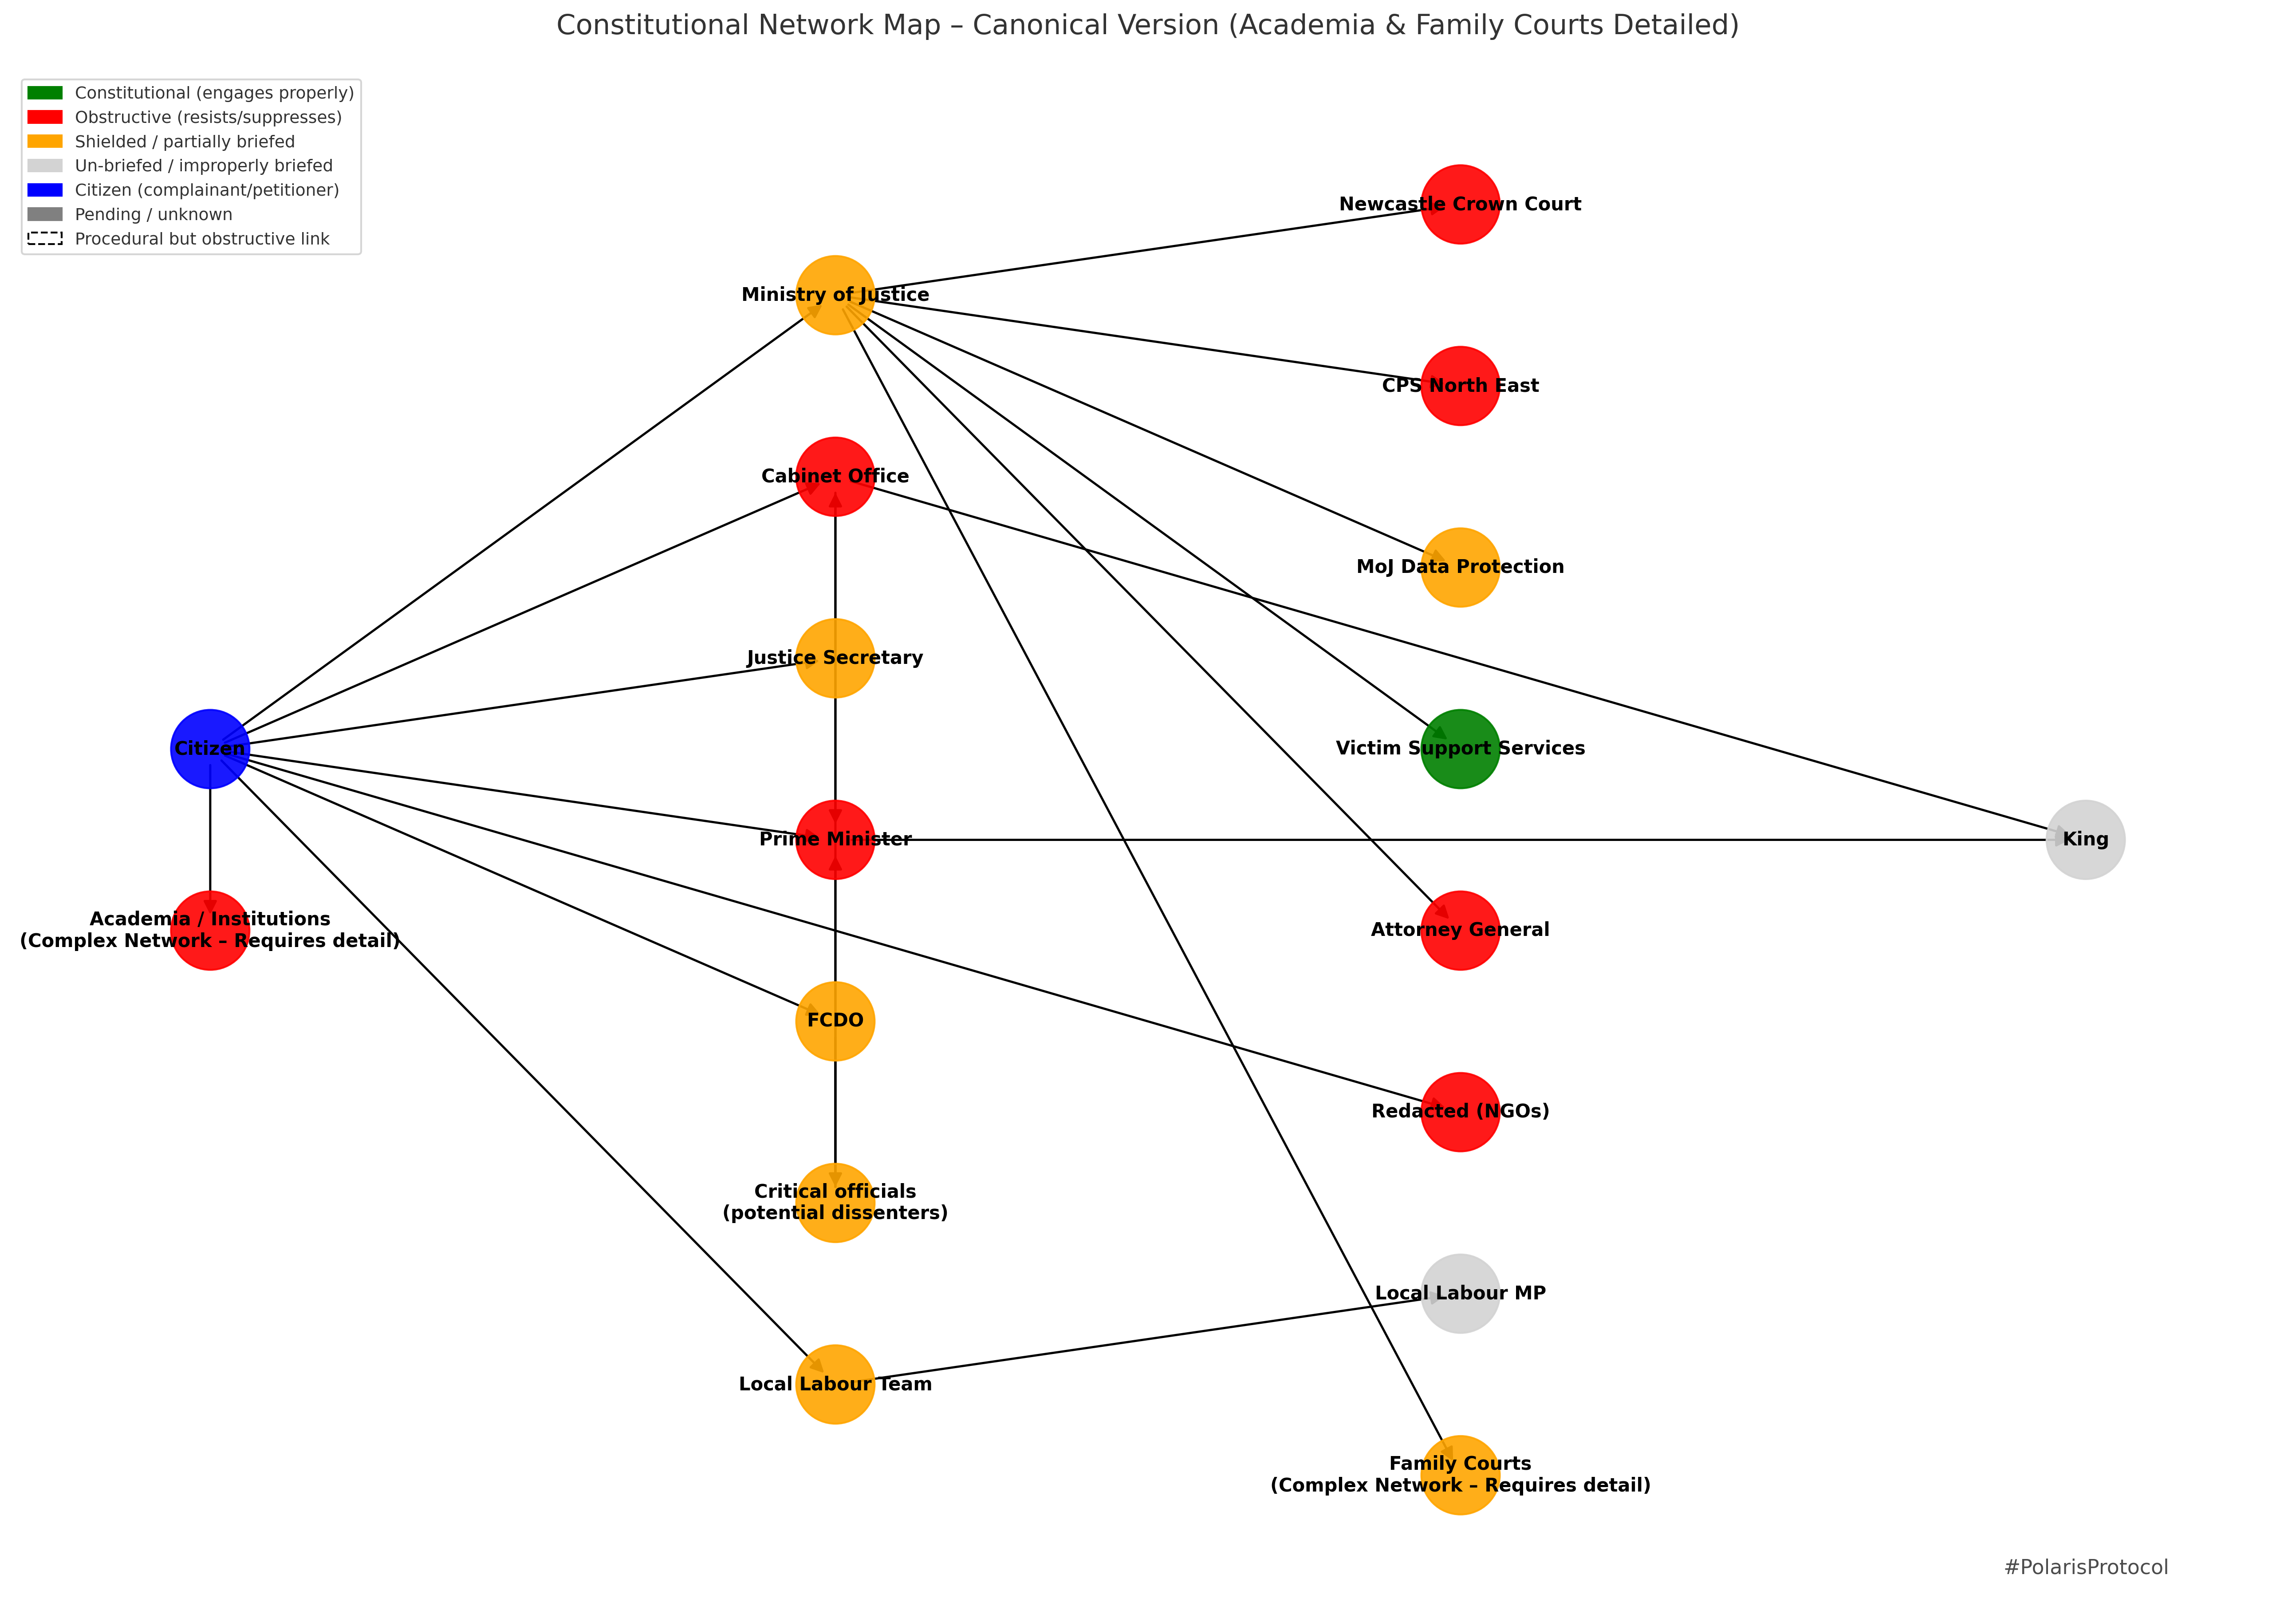 Constitutional Network Map – Canonical Version (Academia & Family Courts Detailed)
Constitutional (engages properly)
Obstructive (resists/suppresses)
Shielded / partially briefed
Un-briefed / improperly briefed
Citizen (complainant/petitioner)
Pending / unknown
Procedural but obstructive link
Newcastle Crown Court
Ministry of Justice
CPS North East
Cabinet Office
MoJ Data Protection
Justice Secretary
Citizen
Victim Support Services
Prime Minister
King
Academia / Institutions
(Complex Network – Requires detail)
Attorney General
FCDO
Redacted (NGOs)
Critical officials
(potential dissenters)
Local Labour MP
Local Labour Team
Family Courts
(Complex Network – Requires detail)
#PolarisProtocol